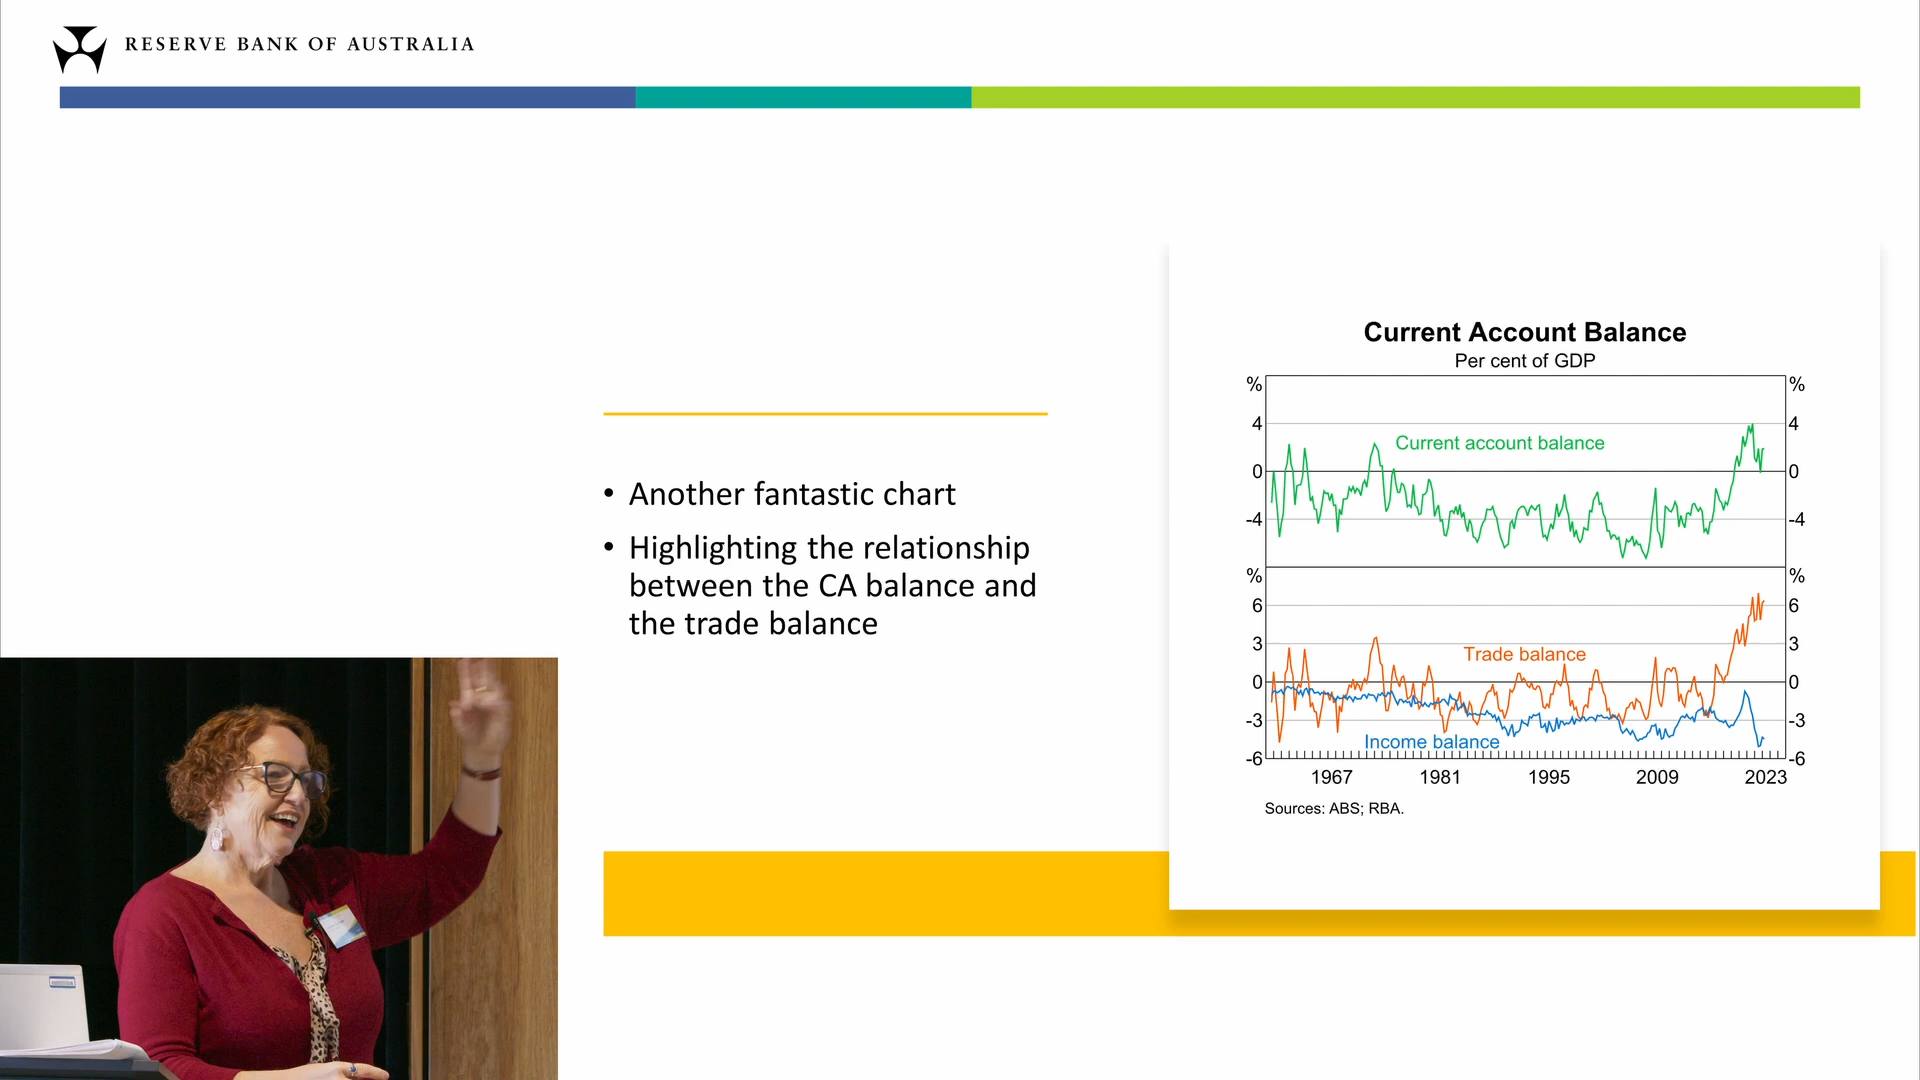 RESERVE BANK OF AUSTRALIA
• Another fantastic chart
• Highlighting the relationship
between the CA balance and
the trade balance
Current Account Balance
Per cent of GDP
% %
4 4
Current account balance
0 0
-4 -4
% %
6 6
3 3
Trade balance
0 0
-3 -3
Income balance
-6 -6
1967 1981 1995 2009 2023
Sources: ABS; RBA.